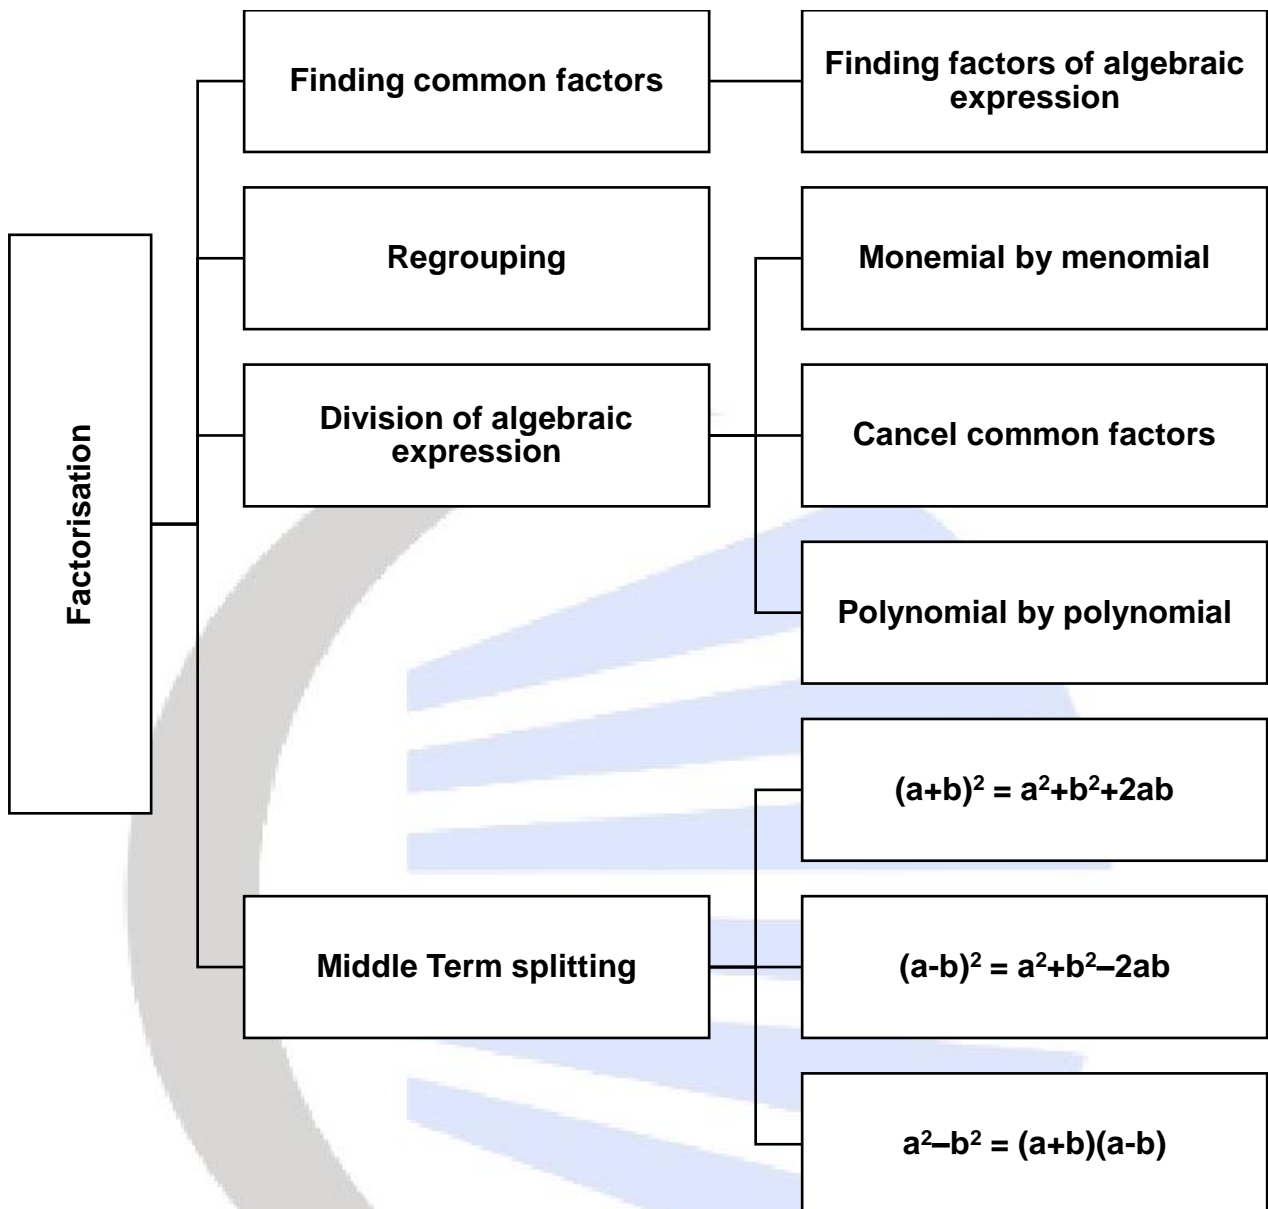 Factorisation
Finding common factors
Finding factors of algebraic
expression
Regrouping
Division of algebraic
expression
Monemial by menomial
Cancel common factors
Polynomial by polynomial
Middle Term splitting
(a+b)² = a²+b²+2ab
(a-b)² = a²+b²–2ab
a²–b² = (a+b)(a-b)